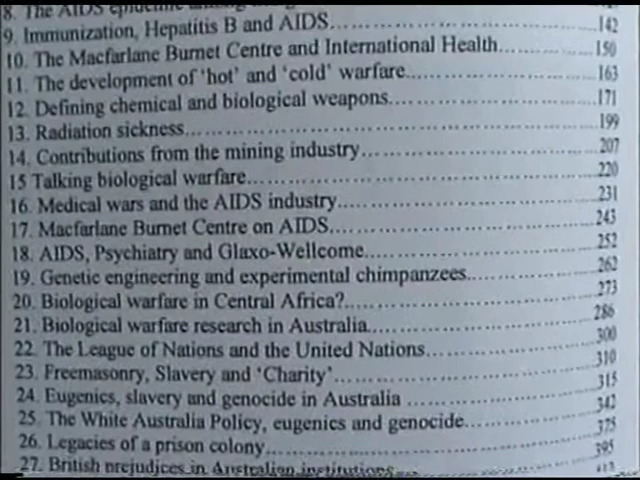 8. The AIDS epidemic
9. Immunization, Hepatitis B and AIDS 142
10. The Macfarlane Burnet Centre and International Health 150
11. The development of 'hot' and 'cold' warfare 163
12. Defining chemical and biological weapons 171
13. Radiation sickness 199
14. Contributions from the mining industry 207
15 Talking biological warfare 220
16. Medical wars and the AIDS industry 231
17. Macfarlane Burnet Centre on AIDS 243
18. AIDS, Psychiatry and Glaxo-Wellcome 252
19. Genetic engineering and experimental chimpanzees 262
20. Biological warfare in Central Africa? 273
21. Biological warfare research in Australia 286
22. The League of Nations and the United Nations 300
23. Freemasonry, Slavery and 'Charity' 310
24. Eugenics, slavery and genocide in Australia 315
25. The White Australia Policy, eugenics and genocide 342
26. Legacies of a prison colony 375
27. British prejudices in Australian institutions 395